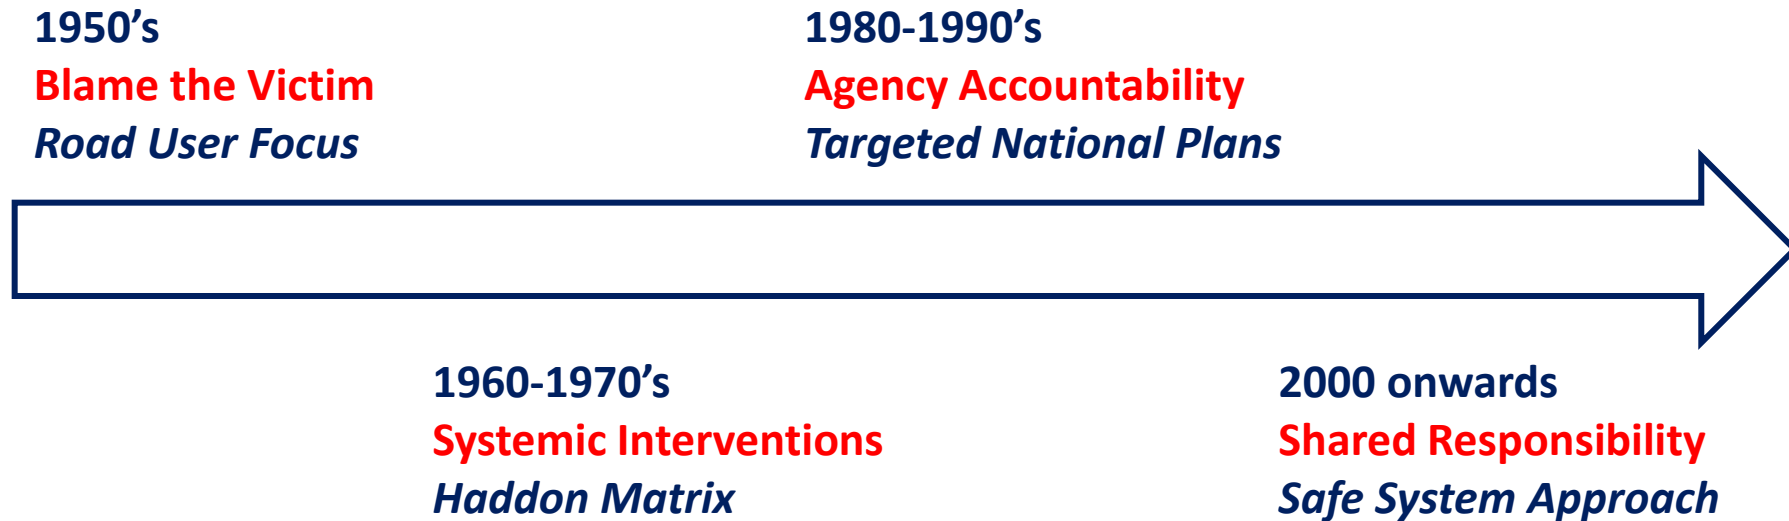 1950’s
Blame the Victim
Road User Focus
1980-1990’s
Agency Accountability
Targeted National Plans
1960-1970’s
Systemic Interventions
Haddon Matrix
2000 onwards
Shared Responsibility
Safe System Approach